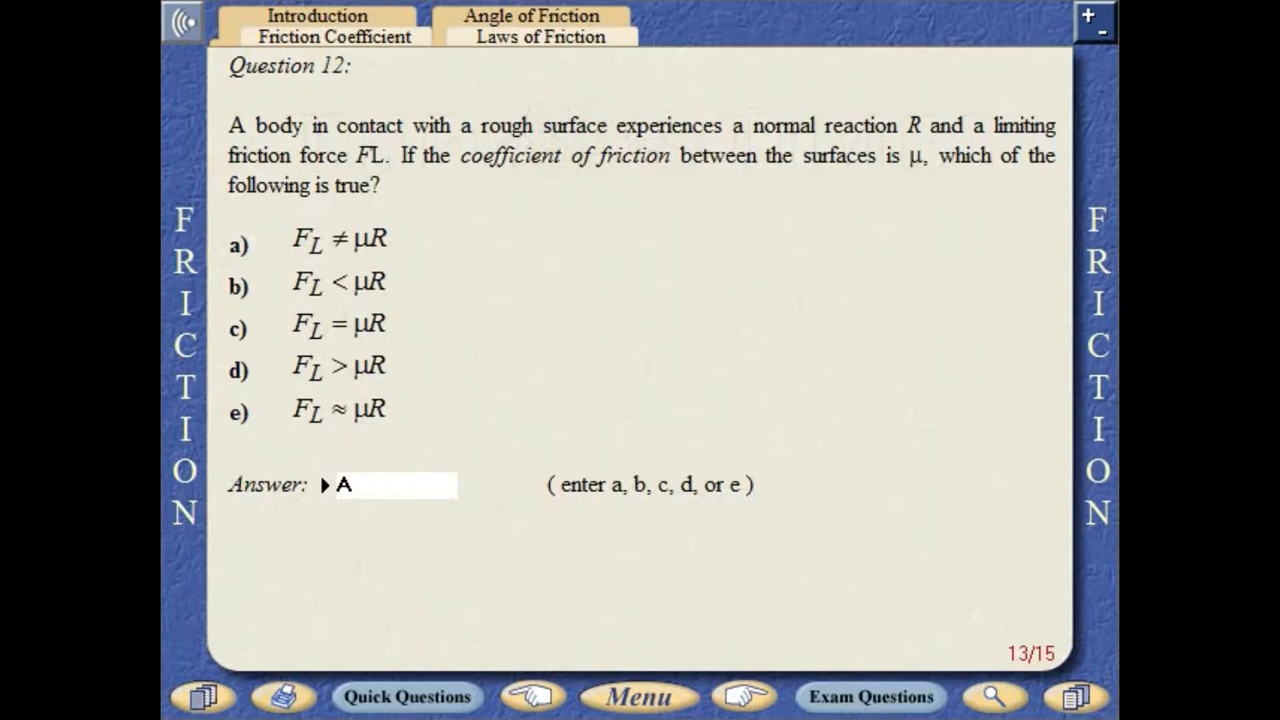 Introduction
Angle of Friction
Friction Coefficient
Laws of Friction
+
-
Question 12:
A body in contact with a rough surface experiences a normal reaction R and a limiting
friction force FL. If the coefficient of friction between the surfaces is μ, which of the
following is true?
a) F_L ≠ μR
b) F_L < μR
c) F_L = μR
d) F_L > μR
e) F_L ≈ μR
Answer: A ( enter a, b, c, d, or e )
F
R
I
C
T
I
O
N
F
R
I
C
T
I
O
N
13/15
Quick Questions
Menu
Exam Questions